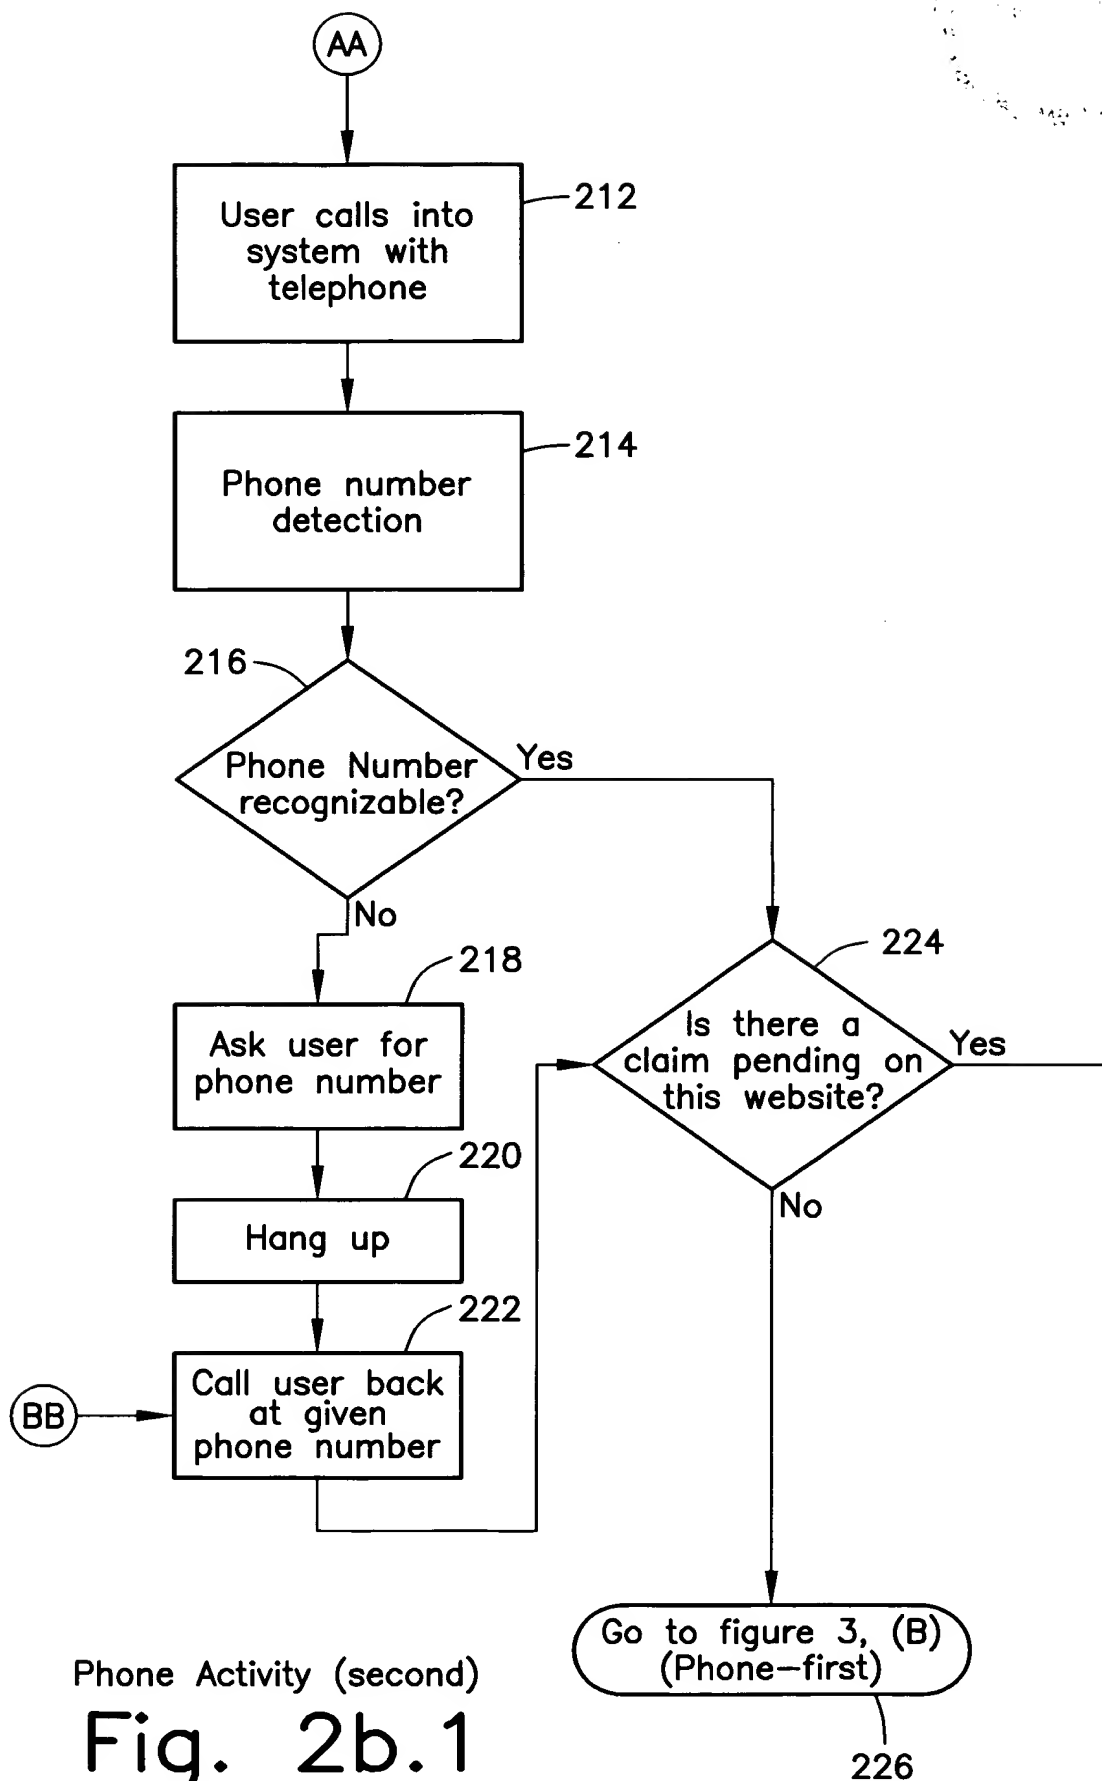 AA
User calls into
system with
telephone
212
Phone number
detection
214
216
Phone Number
recognizable?
Yes
No
218
Ask user for
phone number
220
Hang up
222
Call user back
at given
phone number
BB
224
Is there a
claim pending on
this website?
Yes
No
Go to figure 3, (B)
(Phone-first)
226
Phone Activity (second)
Fig. 2b.1